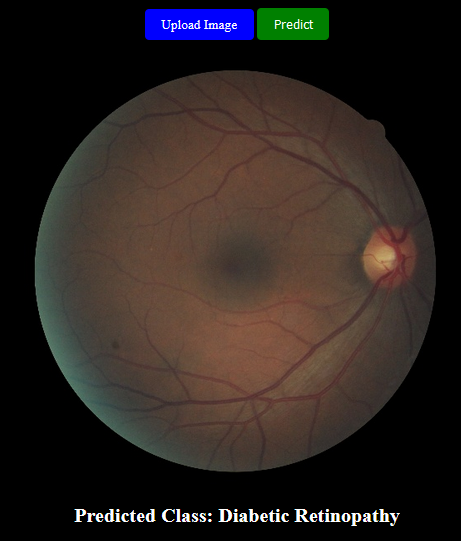 Upload Image Predict
Predicted Class: Diabetic Retinopathy